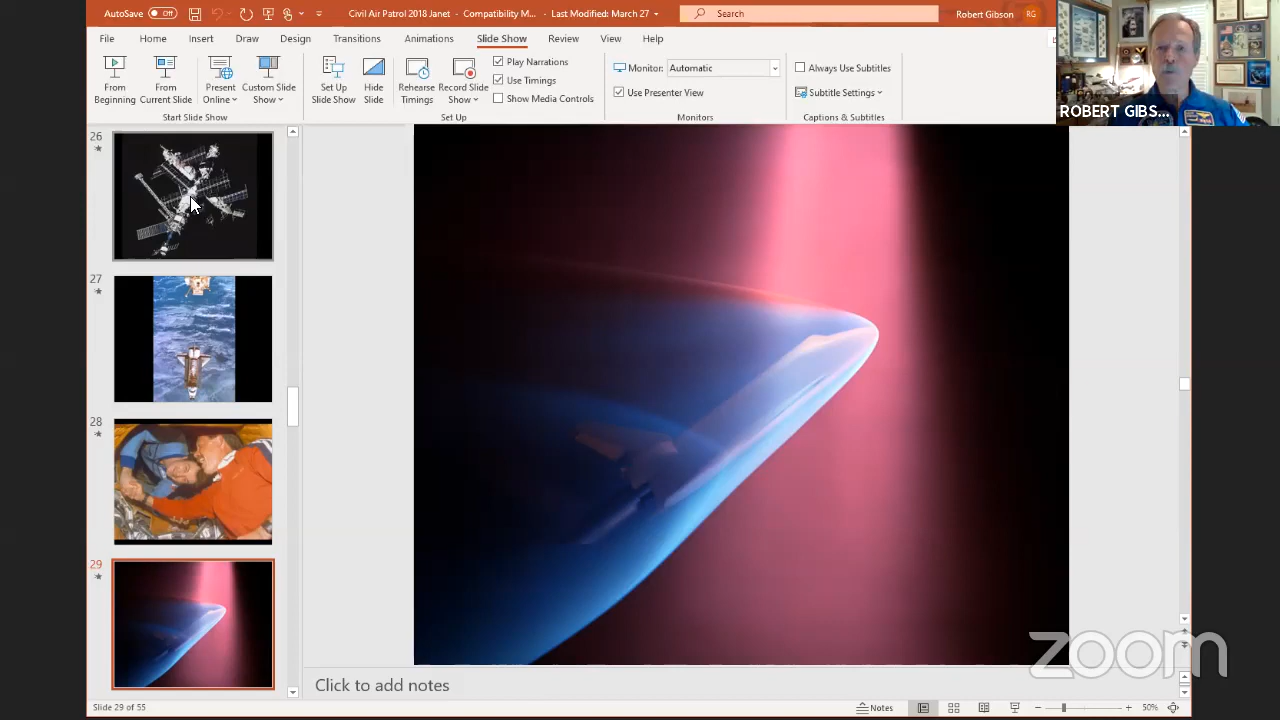 AutoSave Off Civil Air Patrol 2018 Janet - Compatibility M... - Last Modified: March 27 Search Robert Gibson RG
File Home Insert Draw Design Transitions Animations Slide Show Review View Help
From Beginning
From Current Slide
Present Online
Custom Slide Show
Start Slide Show
Set Up Slide Show
Hide Slide
Rehearse Timings
Record Slide Show
Play Narrations
Use Timings
Show Media Controls
Set Up
Monitor: Automatic
Use Presenter View
Monitors
Always Use Subtitles
Subtitle Settings
Captions & Subtitles
ROBERT GIBS...
26
27
28
29
zoom
Click to add notes
Slide 29 of 55 Notes 50%